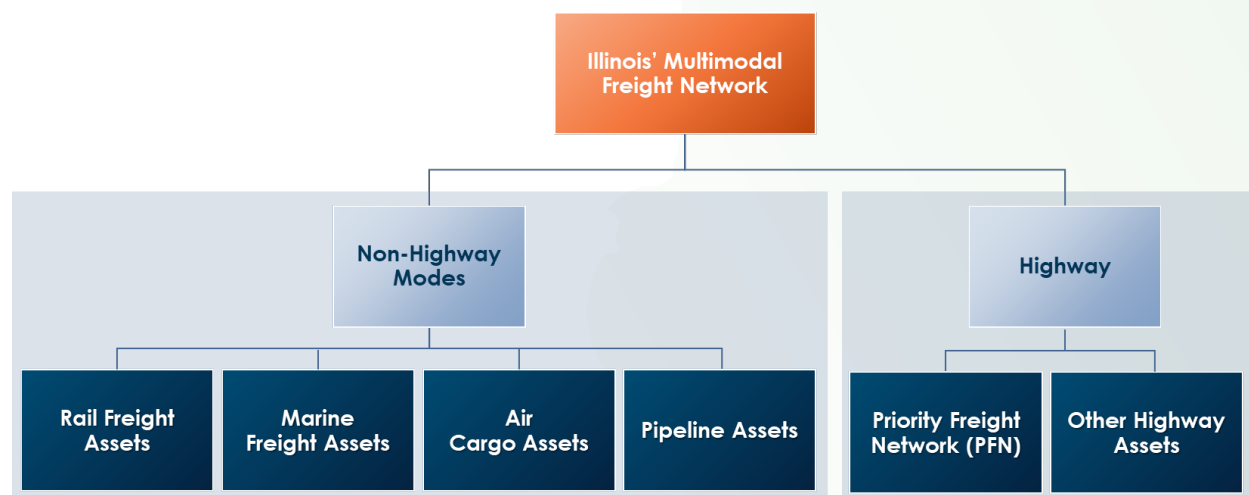 Illinois’ Multimodal
Freight Network
Non-Highway
Modes
Highway
Rail Freight
Assets
Marine
Freight Assets
Air
Cargo Assets
Pipeline Assets
Priority Freight
Network (PFN)
Other Highway
Assets